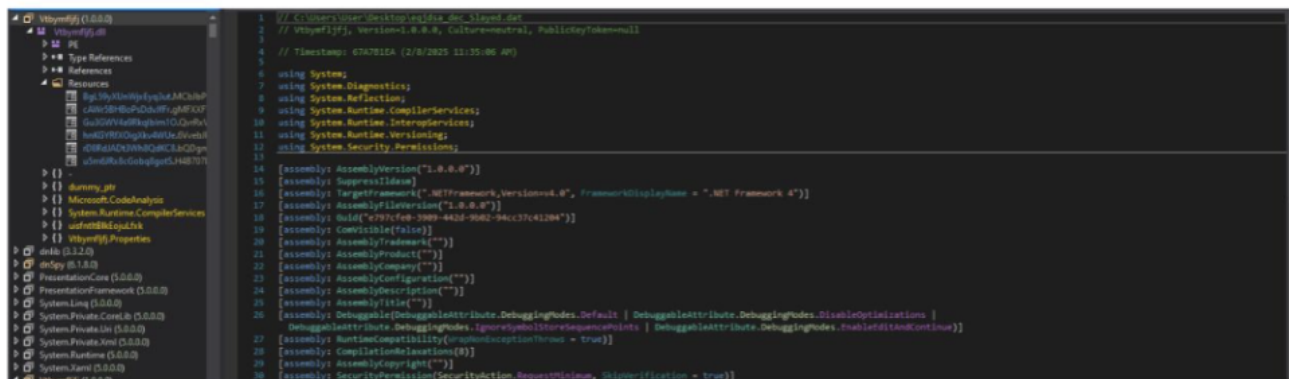 Vtbymfljfj (1.0.0.0)
Vtbymfljfj.dll
PE
Type References
References
Resources
dummy_ptr
Microsoft.CodeAnalysis
System.Runtime.CompilerServices
Vtbymfljfj.Properties
dnlib (3.3.2.0)
dnSpy (6.1.8.0)
PresentationCore (5.0.0.0)
PresentationFramework (5.0.0.0)
System.Linq (5.0.0.0)
System.Private.CoreLib (5.0.0.0)
System.Private.Uri (5.0.0.0)
System.Private.Xml (5.0.0.0)
System.Runtime (5.0.0.0)
System.Xaml (5.0.0.0)
1 // C:\Users\User\Desktop\eqjdsa_dec_Slayed.dat
2 // Vtbymfljfj, Version=1.0.0.0, Culture=neutral, PublicKeyToken=null
3
4 // Timestamp: 67A7B1EA (2/8/2025 11:35:06 AM)
5
6 using System;
7 using System.Diagnostics;
8 using System.Reflection;
9 using System.Runtime.CompilerServices;
10 using System.Runtime.InteropServices;
11 using System.Runtime.Versioning;
12 using System.Security.Permissions;
13
14 [assembly: AssemblyVersion("1.0.0.0")]
15 [assembly: SuppressIldasm]
16 [assembly: TargetFramework(".NETFramework,Version=v4.0", FrameworkDisplayName = ".NET Framework 4")]
17 [assembly: AssemblyFileVersion("1.0.0.0")]
18 [assembly: Guid("e797cfe0-3909-442d-9b02-94cc37c41204")]
19 [assembly: ComVisible(false)]
20 [assembly: AssemblyTrademark("")]
21 [assembly: AssemblyProduct("")]
22 [assembly: AssemblyCompany("")]
23 [assembly: AssemblyConfiguration("")]
24 [assembly: AssemblyDescription("")]
25 [assembly: AssemblyTitle("")]
26 [assembly: Debuggable(DebuggableAttribute.DebuggingModes.Default | DebuggableAttribute.DebuggingModes.DisableOptimizations |
DebuggableAttribute.DebuggingModes.IgnoreSymbolStoreSequencePoints | DebuggableAttribute.DebuggingModes.EnableEditAndContinue)]
27 [assembly: RuntimeCompatibility(WrapNonExceptionThrows = true)]
28 [assembly: CompilationRelaxations(8)]
29 [assembly: AssemblyCopyright("")]
30 [assembly: SecurityPermission(SecurityAction.RequestMinimum, SkipVerification = true)]